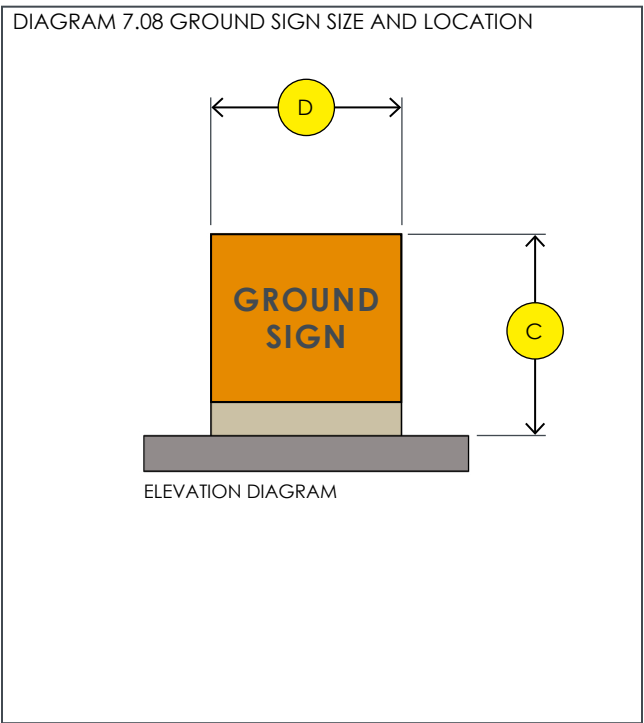 DIAGRAM 7.08 GROUND SIGN SIZE AND LOCATION
D
GROUND
SIGN
C
ELEVATION DIAGRAM